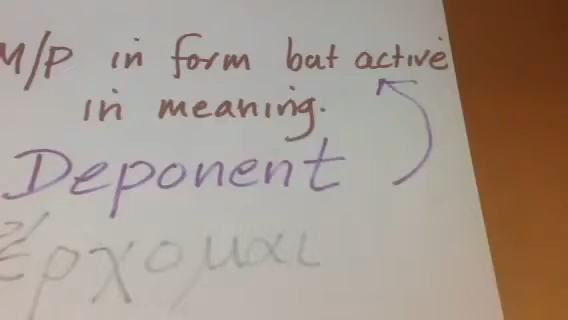 M/P in form but active
in meaning.
Deponent
ἔρχομαι